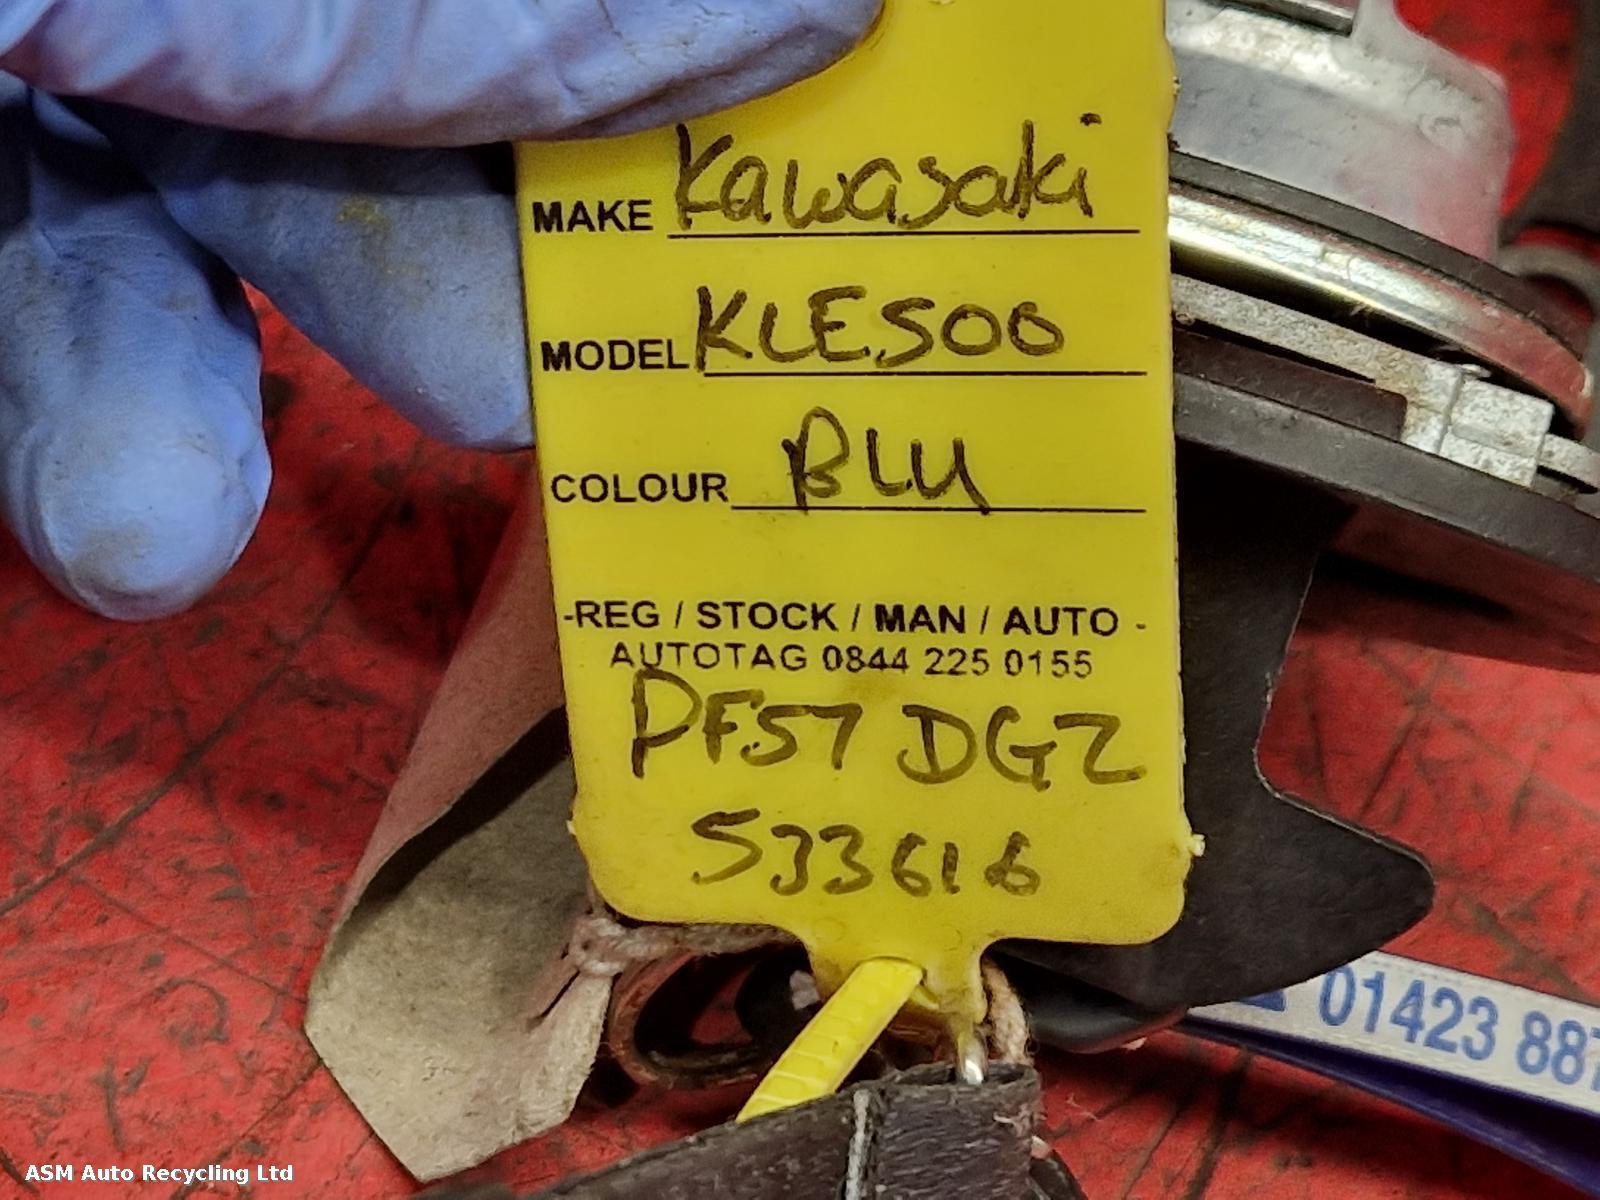 MAKE Kawasaki
MODEL KLE500
COLOUR BLU
-REG / STOCK / MAN / AUTO -
AUTOTAG 0844 225 0155
PF57 DGZ
533616
01423 887
ASM Auto Recycling Ltd